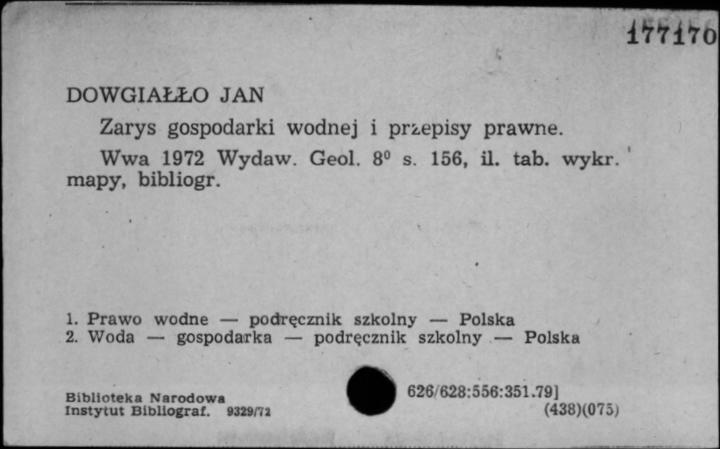 177170
DOWGIAŁŁO JAN
Zarys gospodarki wodnej i przepisy prawne.
Wwa 1972 Wydaw. Geol. 8⁰ s. 156, il. tab. wykr.
mapy, bibliogr.
1. Prawo wodne — podręcznik szkolny — Polska
2. Woda — gospodarka — podręcznik szkolny — Polska
Biblioteka Narodowa
Instytut Bibliograf. 9329/72
626/628:556:351.79]
(438)(075)